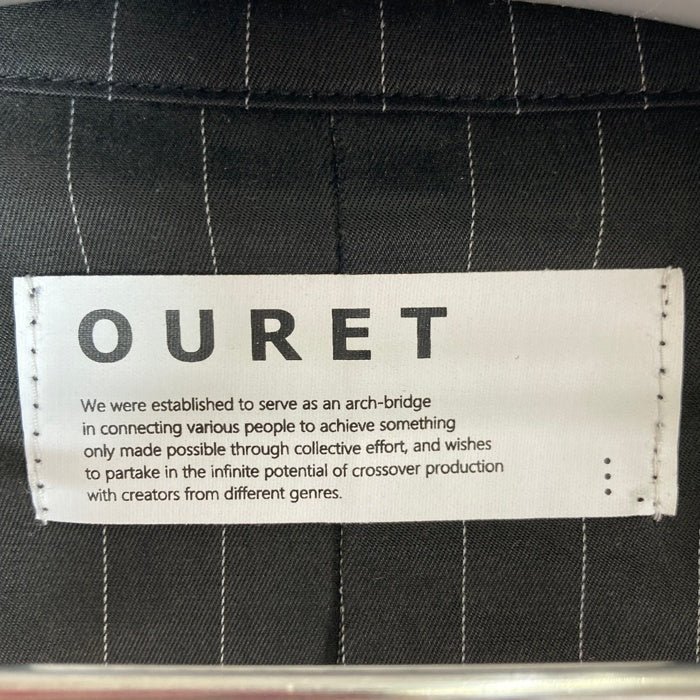 OURET
We were established to serve as an arch-bridge
in connecting various people to achieve something
only made possible through collective effort, and wishes
to partake in the infinite potential of crossover production
with creators from different genres.